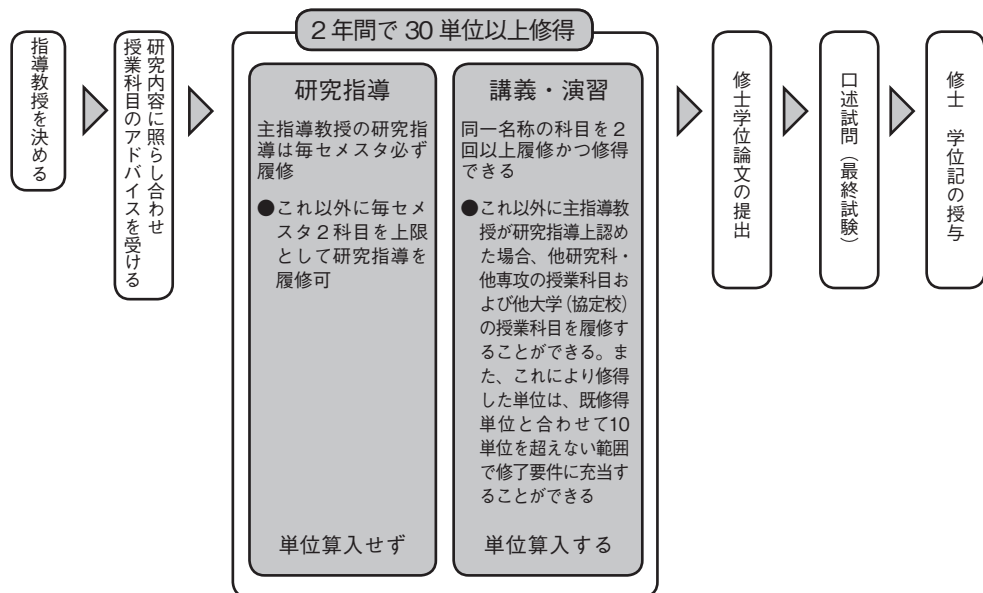 指導教授を決める
研究内容に照らし合わせ
授業科目のアドバイスを受ける
2年間で30単位以上修得
研究指導
主指導教授の研究指
導は毎セメスタ必ず
履修
●これ以外に毎セメ
スタ2科目を上限
として研究指導を
履修可
単位算入せず
講義・演習
同一名称の科目を2
回以上履修かつ修得
できる
●これ以外に主指導教
授が研究指導上認め
た場合、他研究科・
他専攻の授業科目お
よび他大学(協定校)
の授業科目を履修す
ることができる。ま
た、これにより修得
した単位は、既修得
単位と合わせて10
単位を超えない範囲
で修了要件に充当す
ることができる
単位算入する
修士学位論文の提出
口述試問(最終試験)
修士 学位記の授与